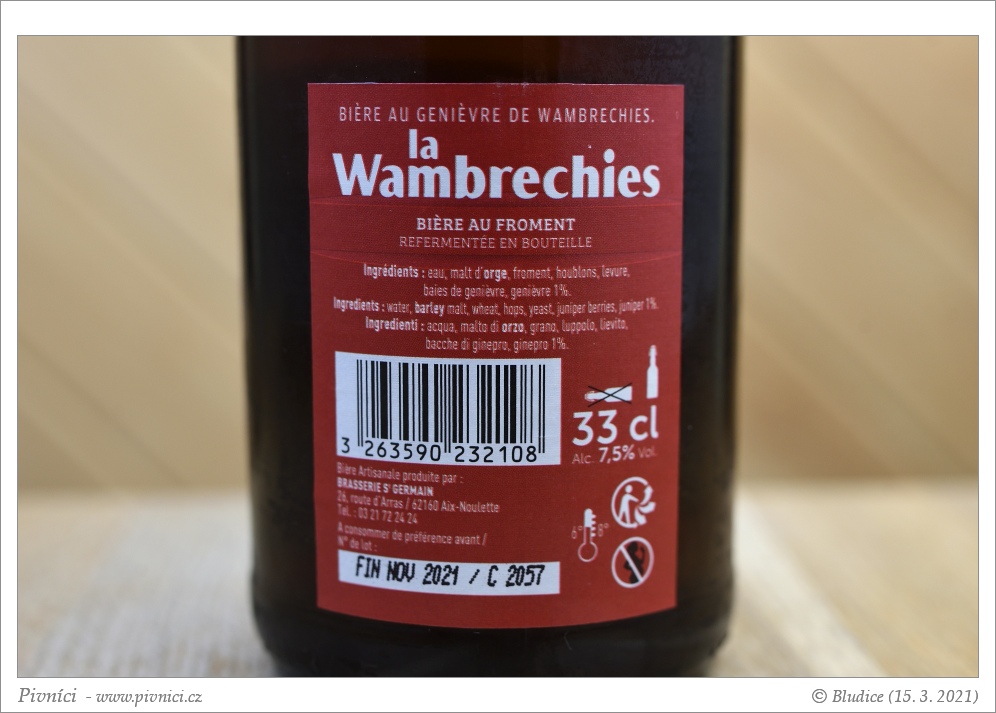 BIÈRE AU GENIÈVRE DE WAMBRECHIES.
la
Wambrechies
BIÈRE AU FROMENT
REFERMENTÉE EN BOUTEILLE
Ingrédients : eau, malt d'orge, froment, houblons, levure,
baies de genièvre, genièvre 1%.
Ingredients : water, barley malt, wheat, hops, yeast, juniper berries, juniper 1%.
Ingredienti : acqua, malto di orzo, grano, luppolo, lievito,
bacche di ginepro, ginepro 1%.
3 263590 232108
33 cl
Alc. 7,5% Vol.
Bière Artisanale produite par :
BRASSERIE ST GERMAIN
26, route d'Arras / 62160 Aix-Noulette
Tel. : 03 21 72 24 24
A consommer de préférence avant /
N° de lot :
6° 8°
FIN NOV 2021 / C 2057
Pivníci - www.pivnici.cz
© Bludice (15. 3. 2021)